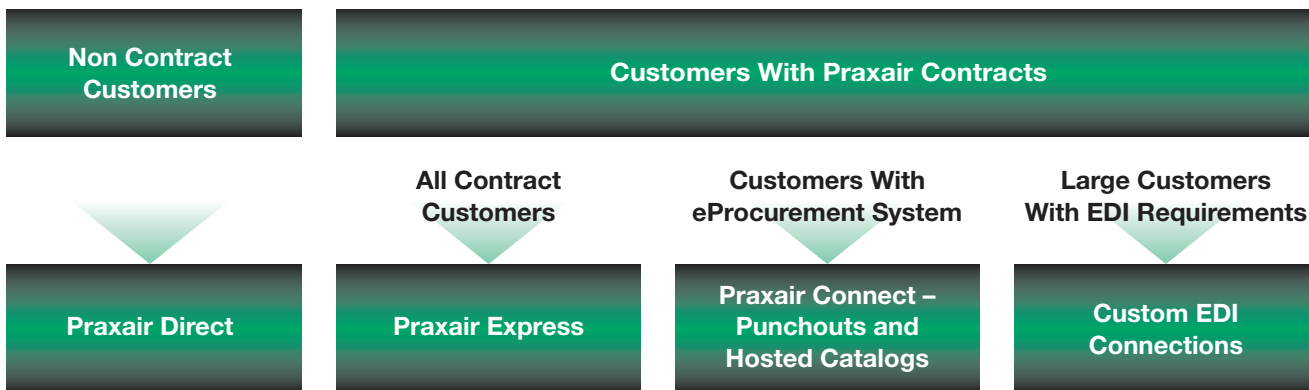 Non Contract
Customers
Customers With Praxair Contracts
All Contract
Customers
Customers With
eProcurement System
Large Customers
With EDI Requirements
Praxair Direct
Praxair Express
Praxair Connect –
Punchouts and
Hosted Catalogs
Custom EDI
Connections